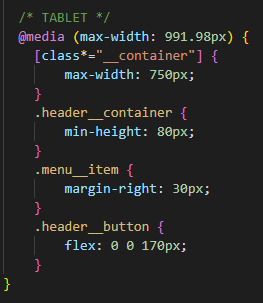 /* TABLET */
@media (max-width: 991.98px) {
[class*="__container"] {
max-width: 750px;
}
.header__container {
min-height: 80px;
}
.menu__item {
margin-right: 30px;
}
.header__button {
flex: 0 0 170px;
}
}